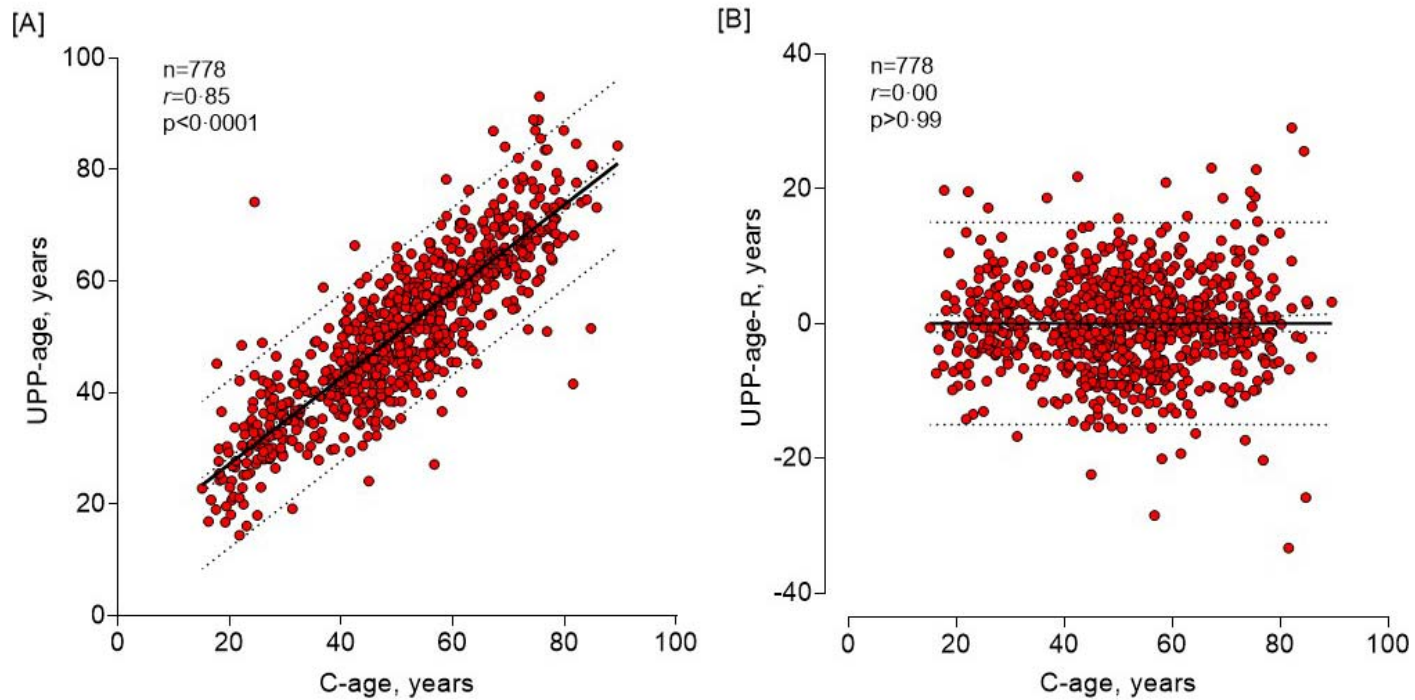 [A]
n=778
r=0·85
p<0·0001
100
80
60
40
20
0
UPP-age, years
0 20 40 60 80 100
C-age, years
[B]
n=778
r=0·00
p>0·99
40
20
0
-20
-40
UPP-age-R, years
0 20 40 60 80 100
C-age, years